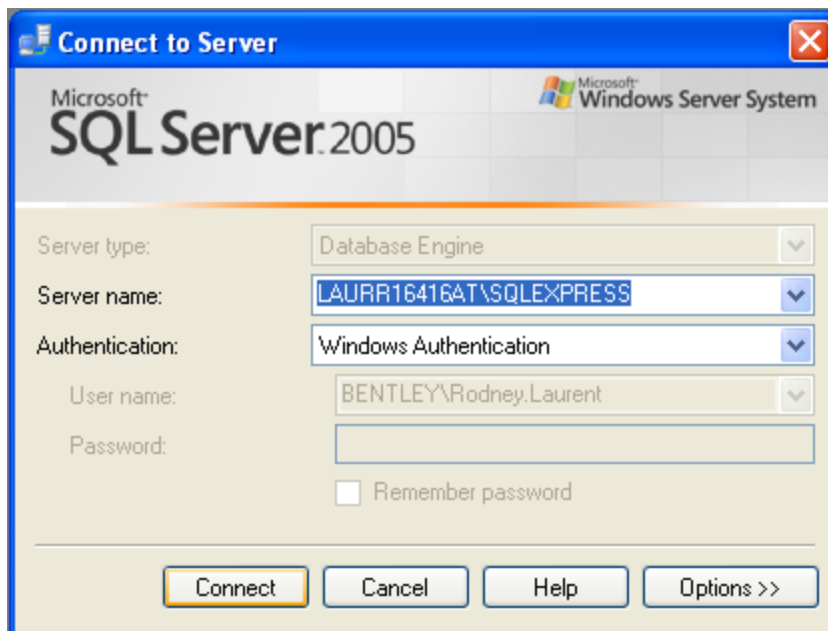 Connect to Server
Microsoft
SQL Server 2005
Microsoft
Windows Server System
Server type: Database Engine
Server name: LAURR16416AT\SQLEXPRESS
Authentication: Windows Authentication
User name: BENTLEY\Rodney.Laurent
Password:
Remember password
Connect Cancel Help Options >>